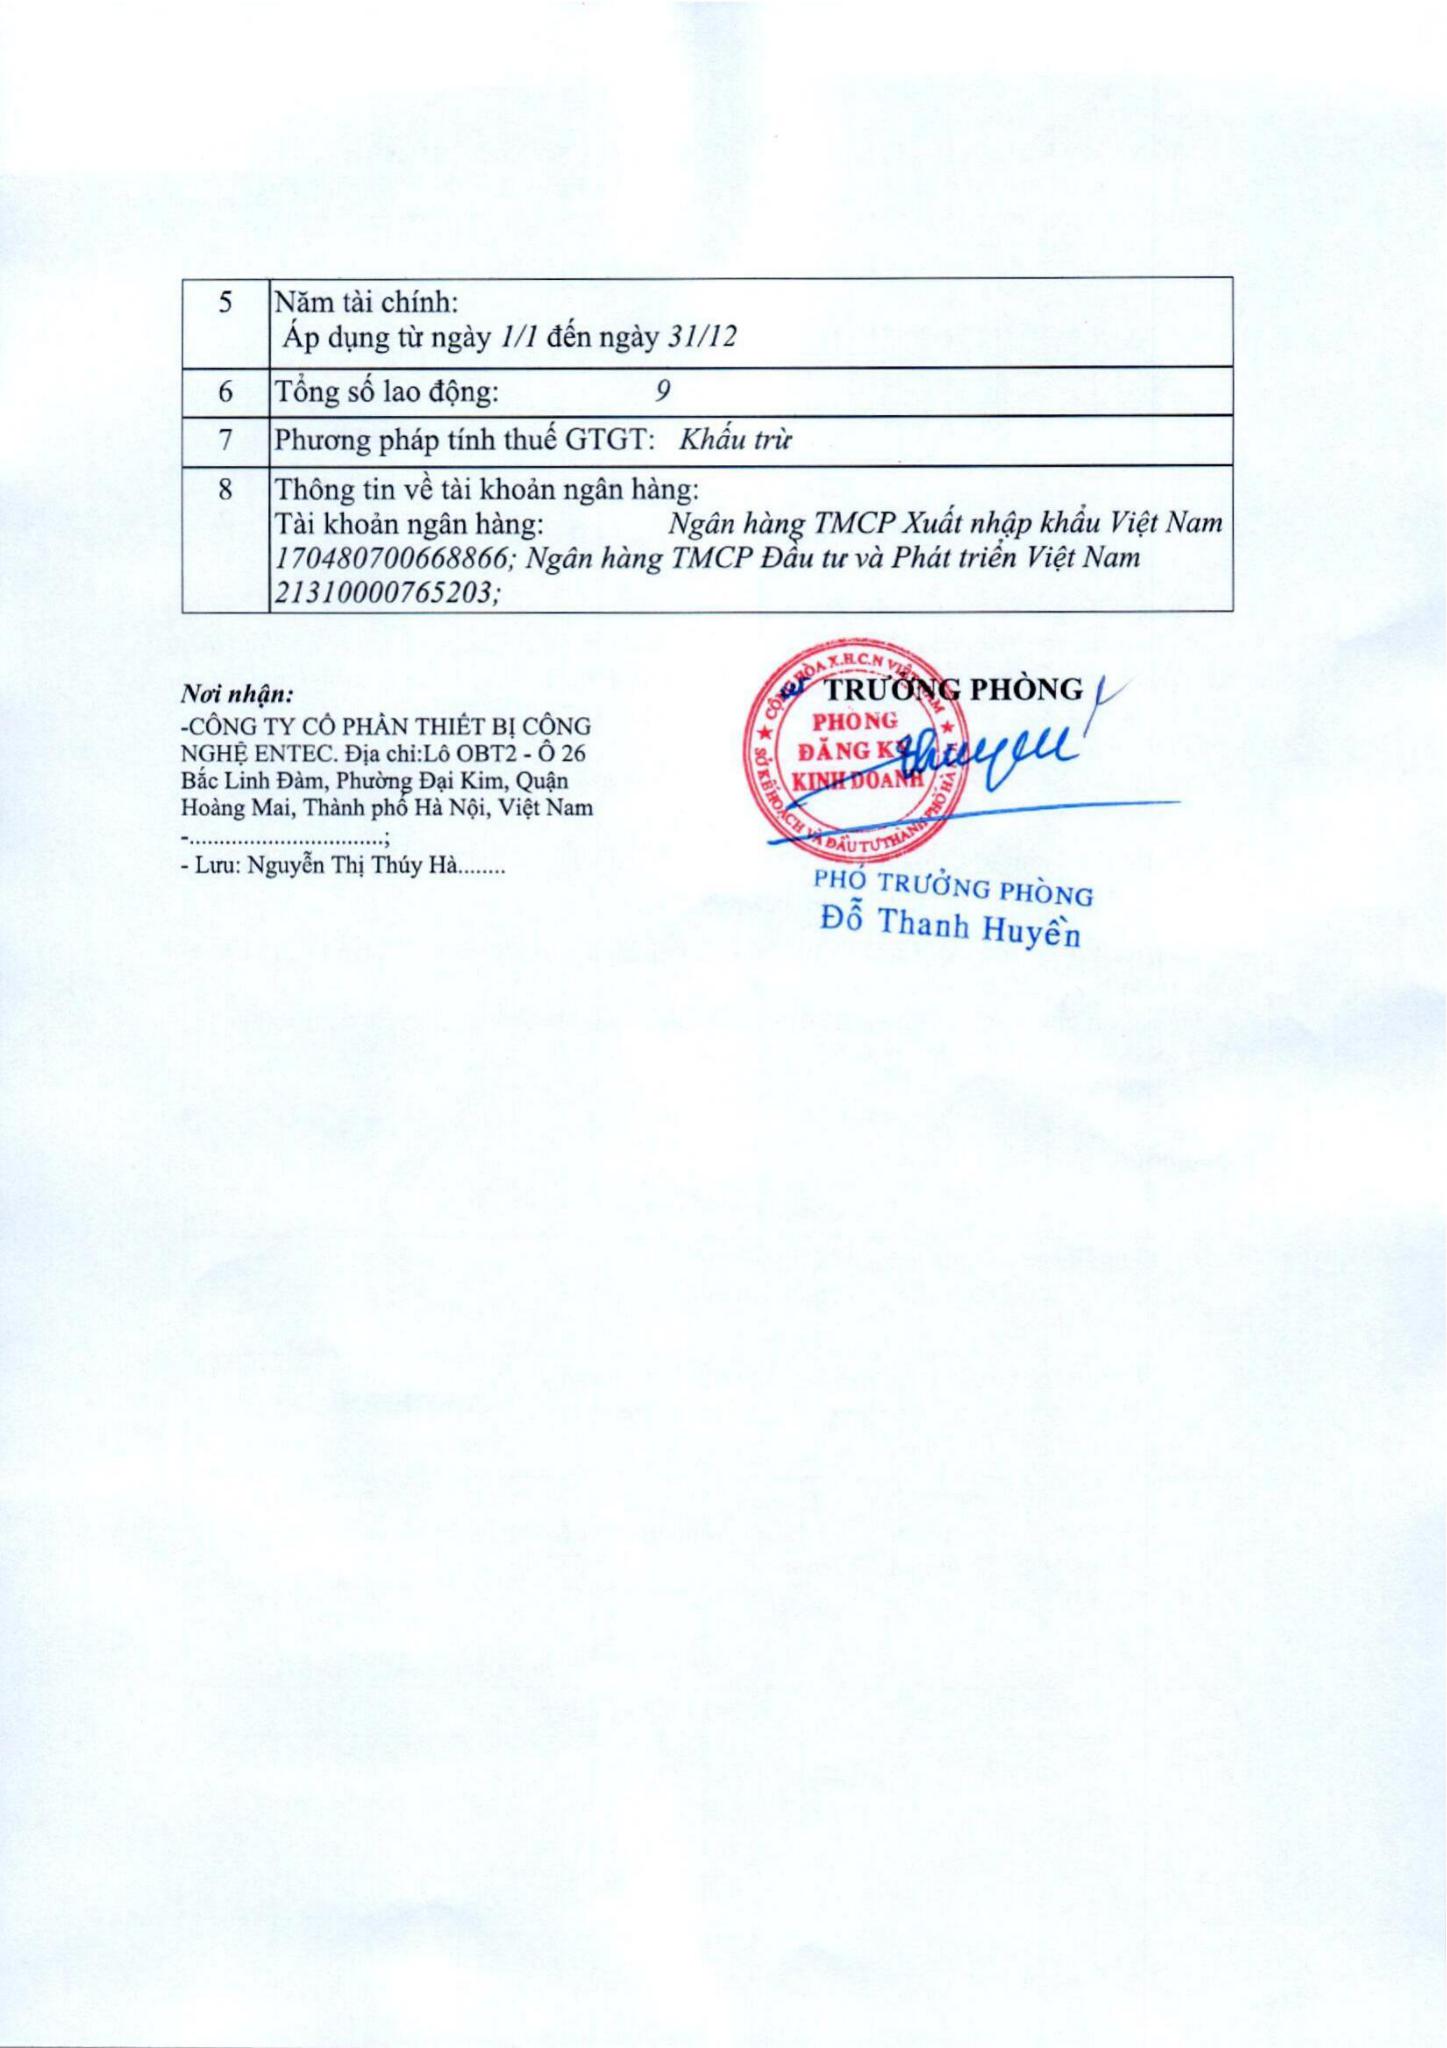 5 Năm tài chính:
Áp dụng từ ngày 1/1 đến ngày 31/12
6 Tổng số lao động: 9
7 Phương pháp tính thuế GTGT: Khấu trừ
8 Thông tin về tài khoản ngân hàng:
Tài khoản ngân hàng: Ngân hàng TMCP Xuất nhập khẩu Việt Nam
170480700668866; Ngân hàng TMCP Đầu tư và Phát triển Việt Nam
21310000765203;
Nơi nhận:
-CÔNG TY CỔ PHẦN THIẾT BỊ CÔNG
NGHỆ ENTEC. Địa chỉ:Lô OBT2 - Ô 26
Bắc Linh Đàm, Phường Đại Kim, Quận
Hoàng Mai, Thành phố Hà Nội, Việt Nam
-................................;
- Lưu: Nguyễn Thị Thúy Hà........
TRƯỞNG PHÒNG
CỘNG HÒA X.H.C.N VIỆT NAM
PHÒNG
ĐĂNG KÝ
KINH DOANH
SỞ KẾ HOẠCH VÀ ĐẦU TƯ THÀNH PHỐ HÀ
PHÓ TRƯỞNG PHÒNG
Đỗ Thanh Huyền